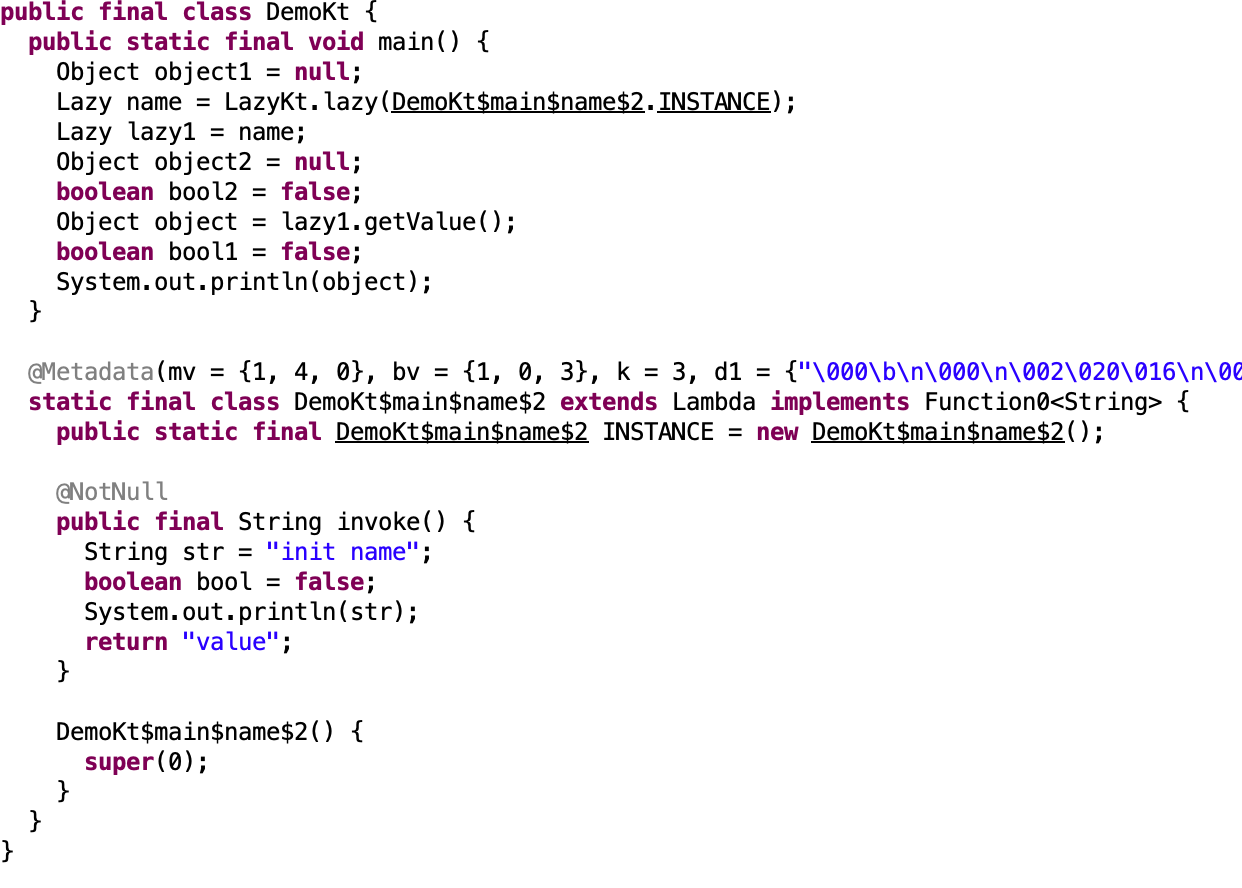 public final class DemoKt {
  public static final void main() {
    Object object1 = null;
    Lazy name = LazyKt.lazy(DemoKt$main$name$2.INSTANCE);
    Lazy lazy1 = name;
    Object object2 = null;
    boolean bool2 = false;
    Object object = lazy1.getValue();
    boolean bool1 = false;
    System.out.println(object);
  }

  @Metadata(mv = {1, 4, 0}, bv = {1, 0, 3}, k = 3, d1 = {"\000\b\n\000\n\002\020\016\n\00
  static final class DemoKt$main$name$2 extends Lambda implements Function0<String> {
    public static final DemoKt$main$name$2 INSTANCE = new DemoKt$main$name$2();

    @NotNull
    public final String invoke() {
      String str = "init name";
      boolean bool = false;
      System.out.println(str);
      return "value";
    }

    DemoKt$main$name$2() {
      super(0);
    }
  }
}